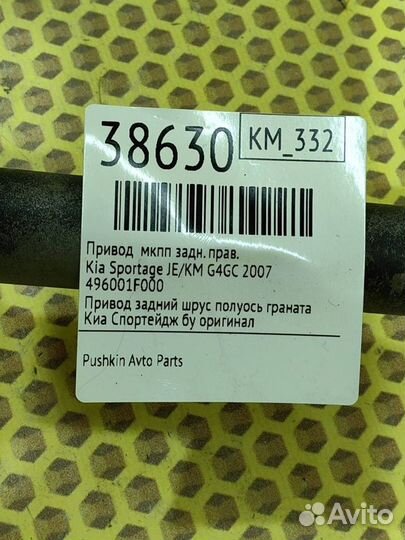 38630
KM_332
Привод мкпп задн. прав.
Kia Sportage JE/KM G4GC 2007
496001F000
Привод задний шрус полуось граната
Киа Спортейдж бу оригинал
Pushkin Avto Parts
Avito